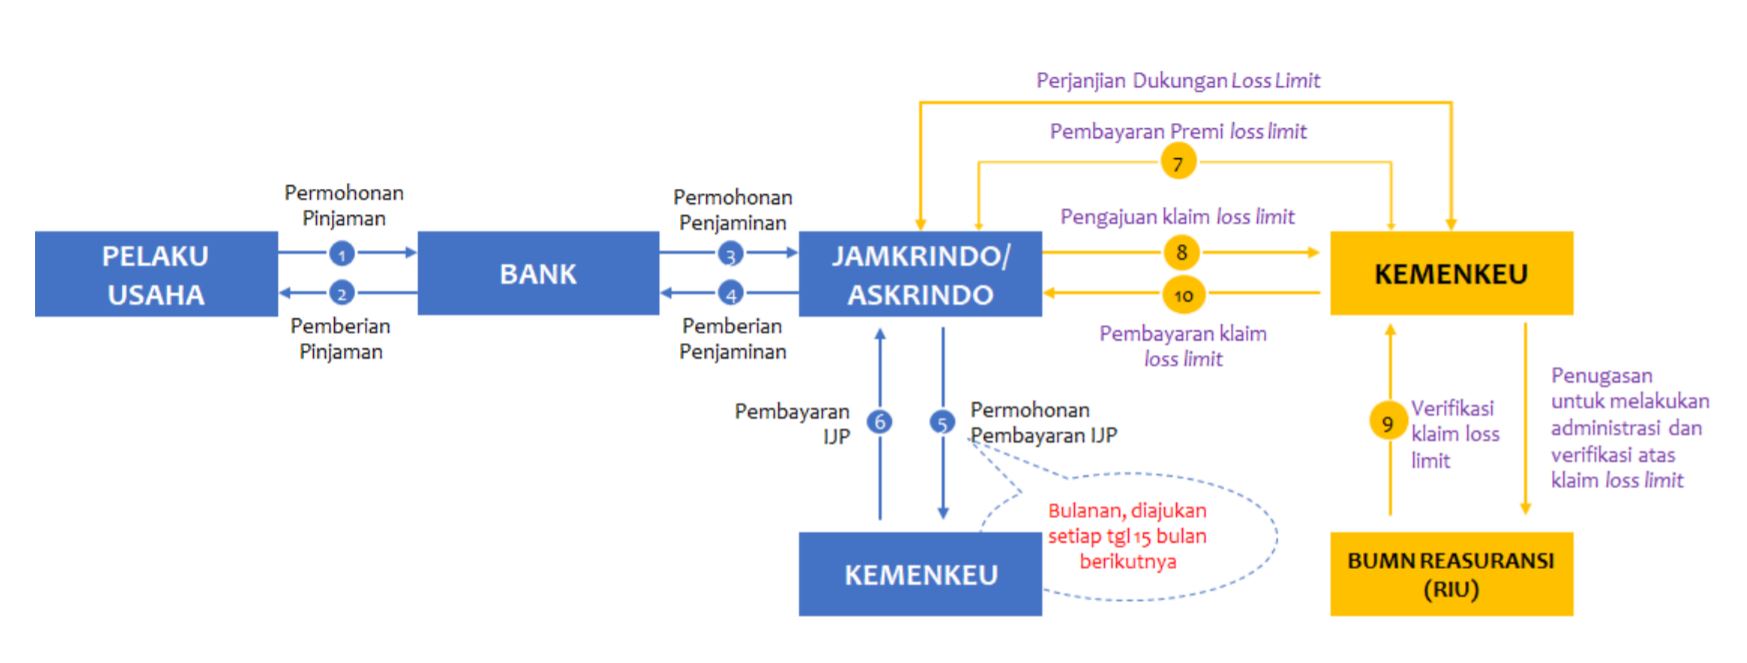 Perjanjian Dukungan Loss Limit
Pembayaran Premi loss limit
7
Permohonan
Pinjaman
Permohonan
Penjaminan
Pengajuan klaim loss limit
PELAKU
USAHA
1
2
BANK
3
4
JAMKRINDO/
ASKRINDO
8
10
KEMENKEU
Pemberian
Pinjaman
Pemberian
Penjaminan
Pembayaran klaim
loss limit
Pembayaran
IJP
6
5
Permohonan
Pembayaran IJP
9
Verifikasi
klaim loss
limit
Penugasan
untuk melakukan
administrasi dan
verifikasi atas
klaim loss limit
Bulanan, diajukan
setiap tgl 15 bulan
berikutnya
KEMENKEU
BUMN REASURANSI
(RIU)